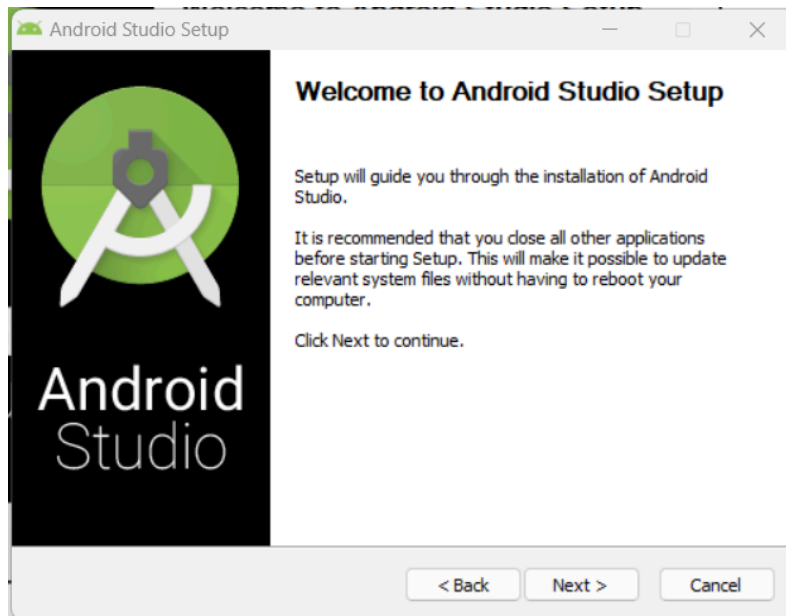 Android Studio Setup
Welcome to Android Studio Setup
Setup will guide you through the installation of Android
Studio.
It is recommended that you close all other applications
before starting Setup. This will make it possible to update
relevant system files without having to reboot your
computer.
Click Next to continue.
Android
Studio
< Back
Next >
Cancel